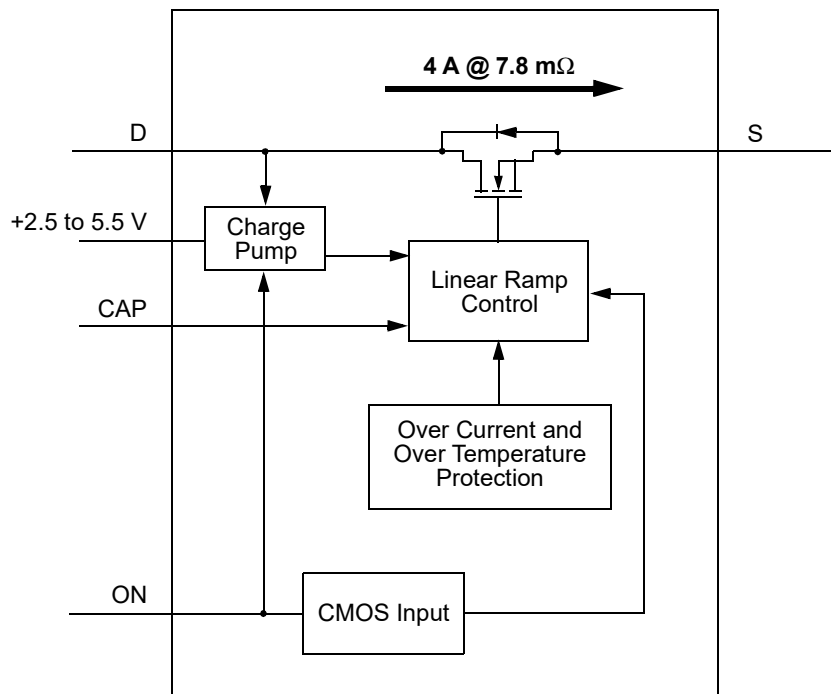 4 A @ 7.8 mΩ
D
S
+2.5 to 5.5 V
Charge
Pump
Linear Ramp
Control
CAP
Over Current and
Over Temperature
Protection
ON
CMOS Input